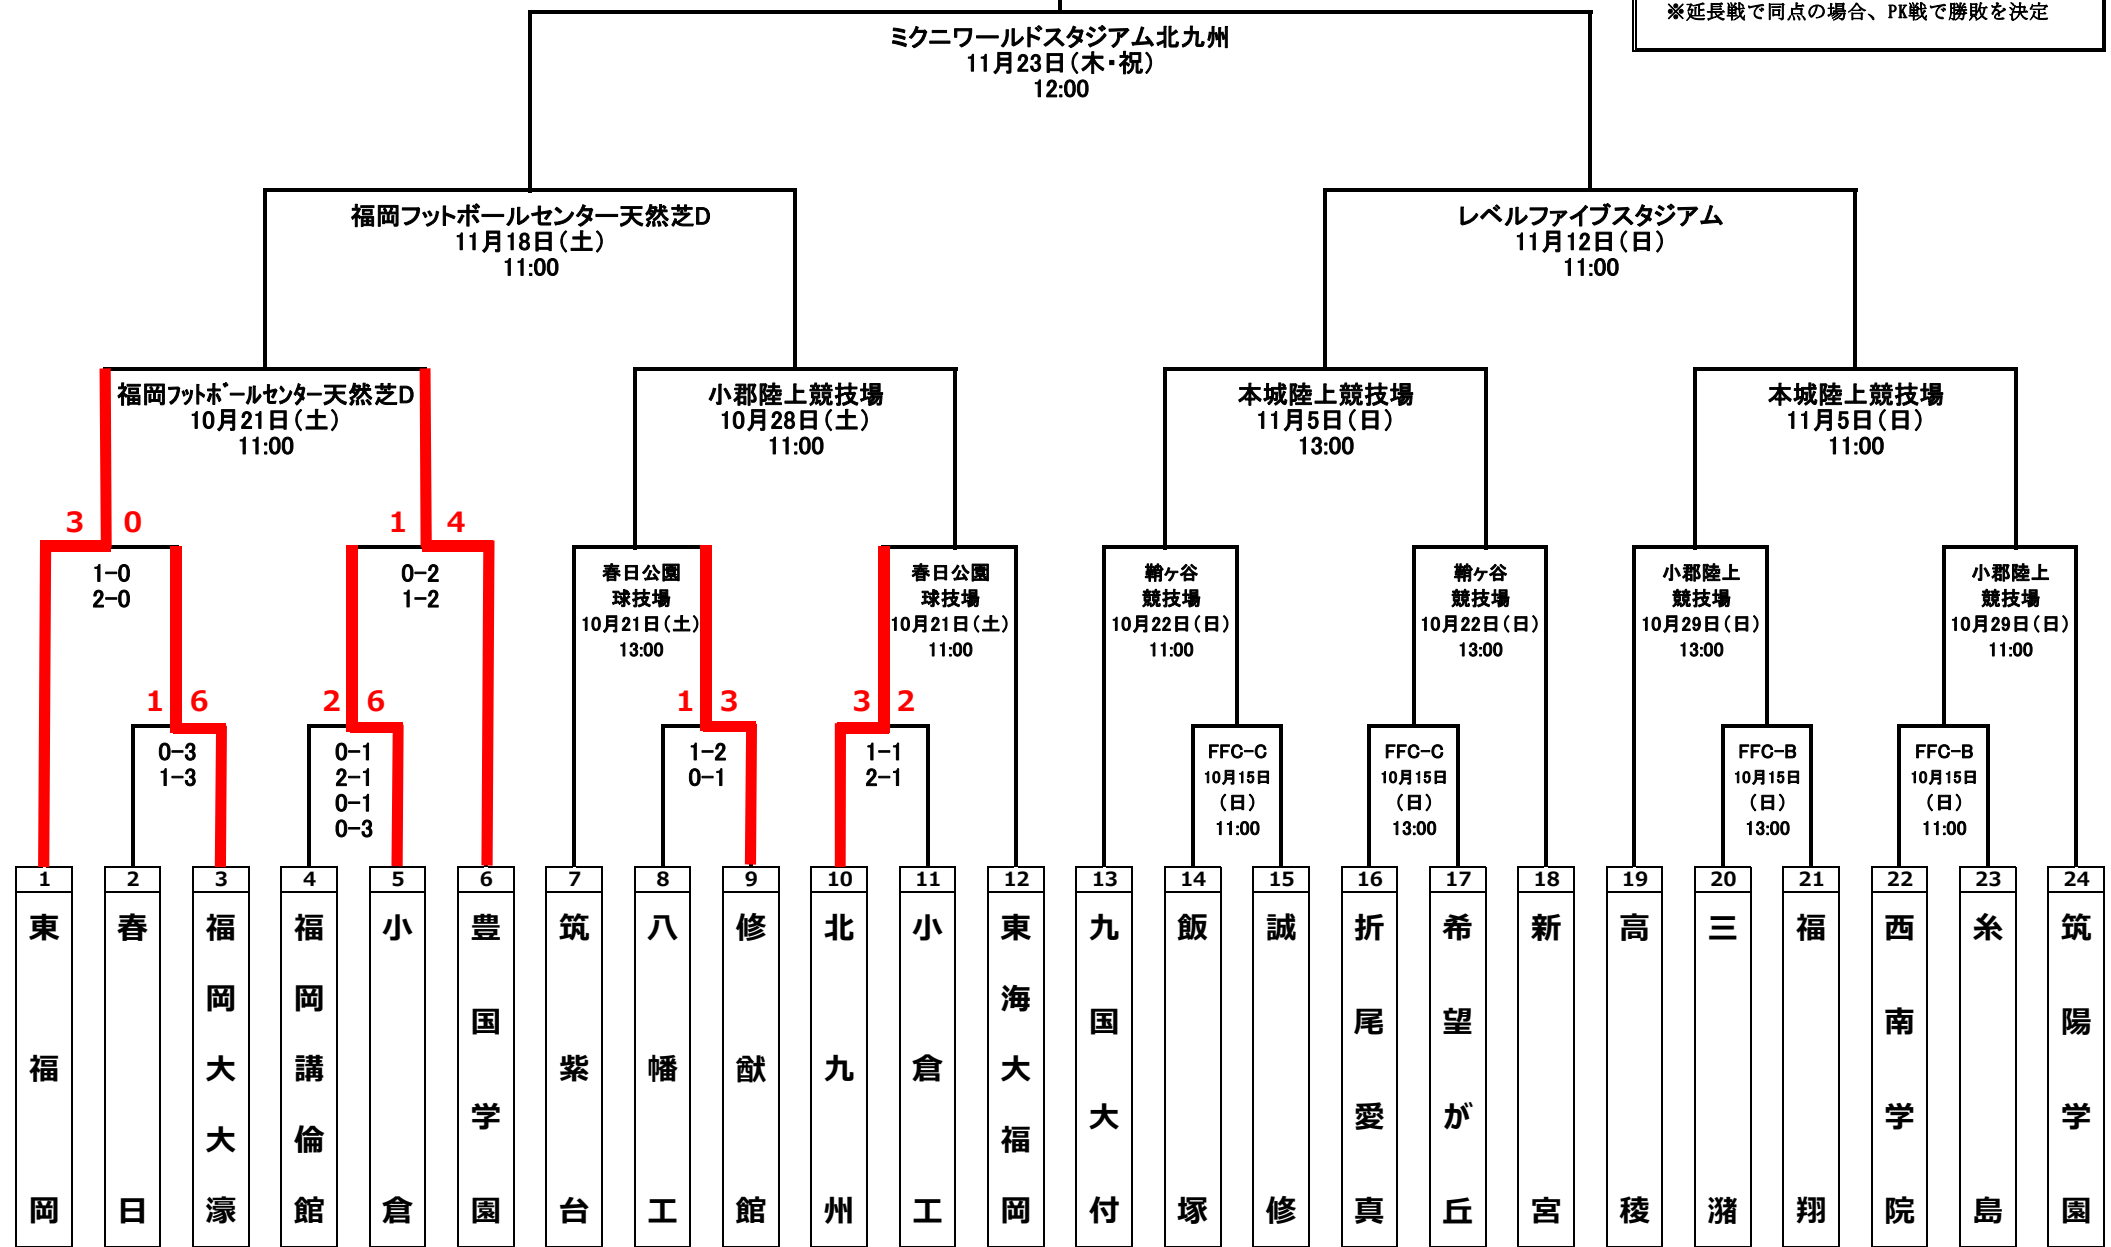 ※延長戦で同点の場合、PK戦で勝敗を決定
ミクニワールドスタジアム北九州
11月23日(木・祝)
12:00
福岡フットボールセンター天然芝D
11月18日(土)
11:00
レベルファイブスタジアム
11月12日(日)
11:00
福岡フットボールセンター天然芝D
10月21日(土)
11:00
小郡陸上競技場
10月28日(土)
11:00
本城陸上競技場
11月5日(日)
13:00
本城陸上競技場
11月5日(日)
11:00
3 0
1-0
2-0
1 4
0-2
1-2
春日公園
球技場
10月21日(土)
13:00
春日公園
球技場
10月21日(土)
11:00
鞘ヶ谷
競技場
10月22日(日)
11:00
鞘ヶ谷
競技場
10月22日(日)
13:00
小郡陸上
競技場
10月29日(日)
13:00
小郡陸上
競技場
10月29日(日)
11:00
1 6
0-3
1-3
2 6
0-1
2-1
0-1
0-3
1 3
1-2
0-1
3 2
1-1
2-1
FFC-C
10月15日
(日)
11:00
FFC-C
10月15日
(日)
13:00
FFC-B
10月15日
(日)
13:00
FFC-B
10月15日
(日)
11:00
1
東福岡
2
春日
3
福岡大大濠
4
福岡講倫館
5
小倉
6
豊国学園
7
筑紫台
8
八幡工
9
修猷館
10
北九州
11
小倉工
12
東海大福岡
13
九国大付
14
飯塚
15
誠修
16
折尾愛真
17
希望が丘
18
新宮
19
高稜
20
三潴
21
福翔
22
西南学院
23
糸島
24
筑陽学園